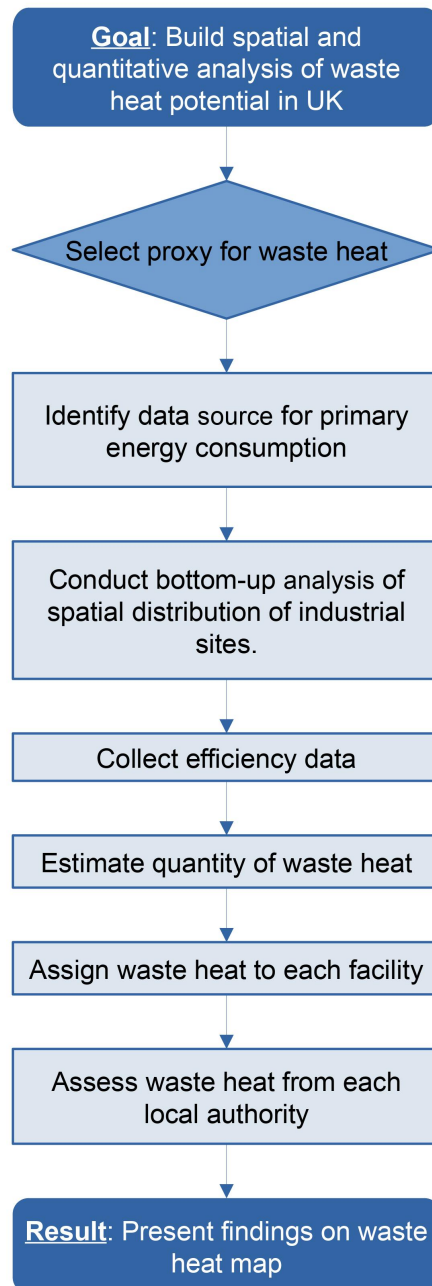 Goal: Build spatial and
quantitative analysis of waste
heat potential in UK
Select proxy for waste heat
Identify data source for primary
energy consumption
Conduct bottom-up analysis of
spatial distribution of industrial
sites.
Collect efficiency data
Estimate quantity of waste heat
Assign waste heat to each facility
Assess waste heat from each
local authority
Result: Present findings on waste
heat map